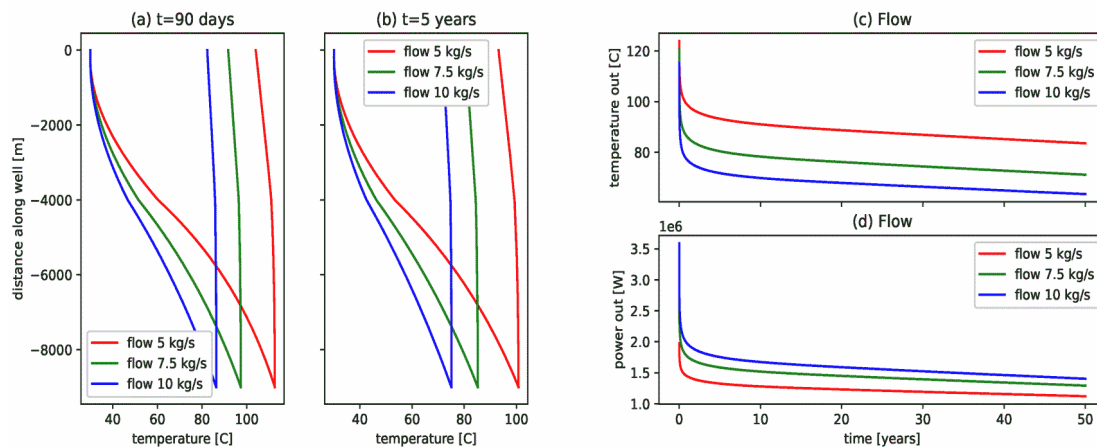 (a) t=90 days
(b) t=5 years
(c) Flow
0
−2000
−4000
−6000
−8000
distance along well [m]
flow 5 kg/s
flow 7.5 kg/s
flow 10 kg/s
40 60 80 100
temperature [C]
flow 5 kg/s
flow 7.5 kg/s
flow 10 kg/s
40 60 80 100
temperature [C]
120
100
80
temperature out [C]
flow 5 kg/s
flow 7.5 kg/s
flow 10 kg/s
(d) Flow
1e6
3.5
3.0
2.5
2.0
1.5
1.0
power out [W]
flow 5 kg/s
flow 7.5 kg/s
flow 10 kg/s
0 10 20 30 40 50
time [years]